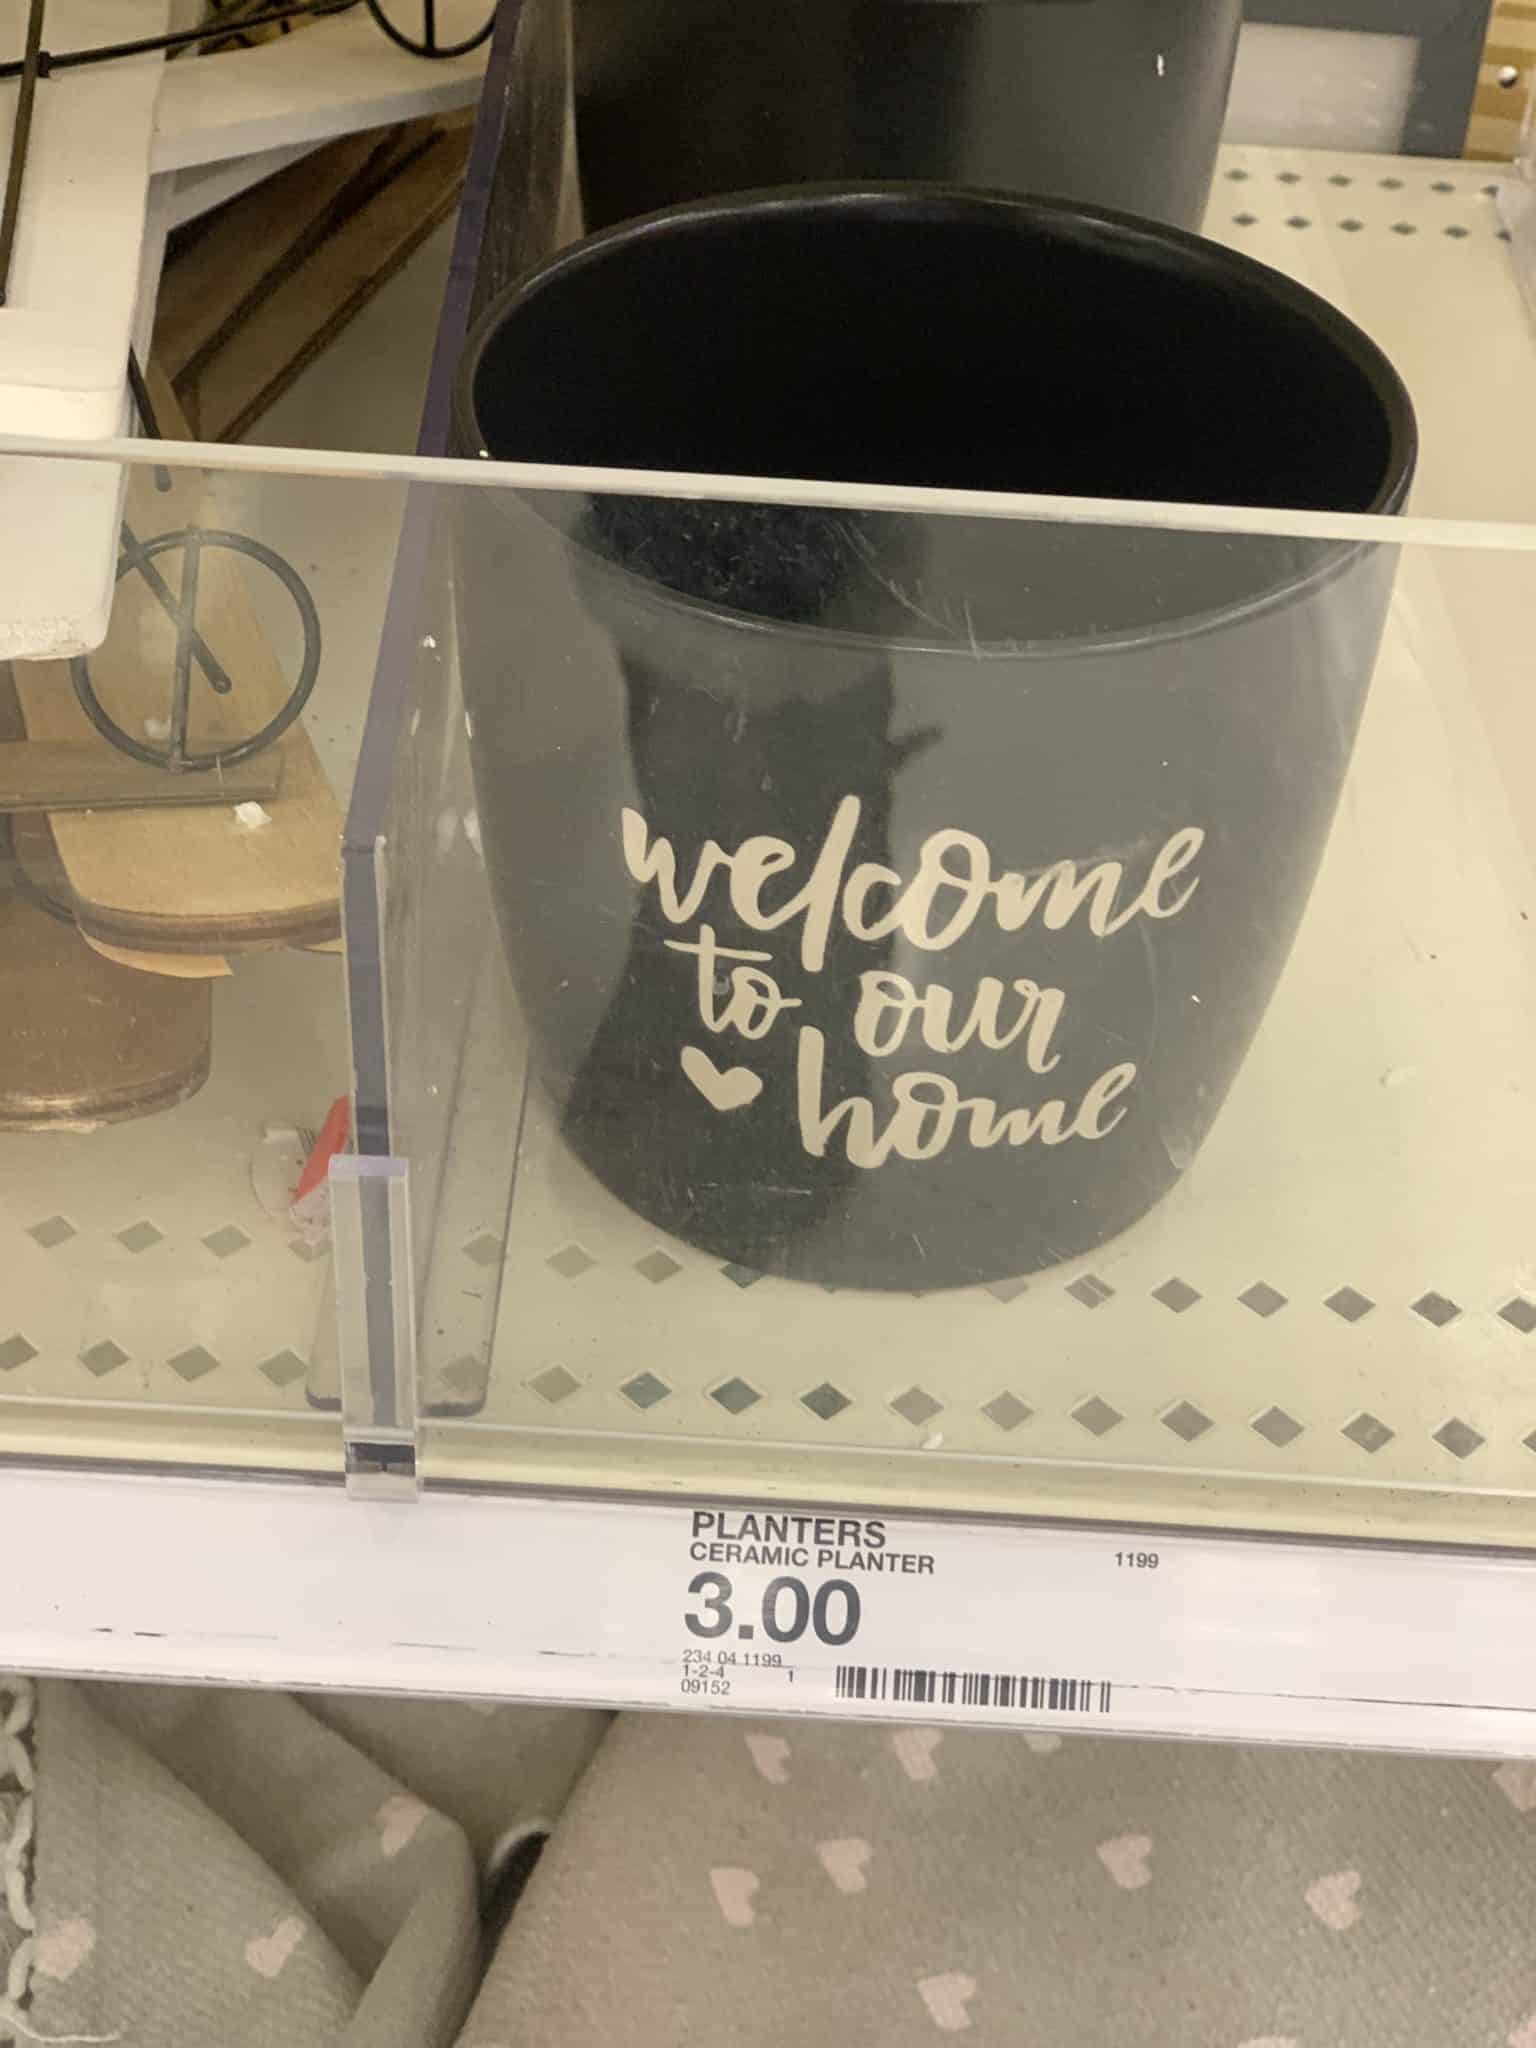 welcome
to our
home
PLANTERS
CERAMIC PLANTER 1199
3.00
234 04 1199
1-2-4 1
09152